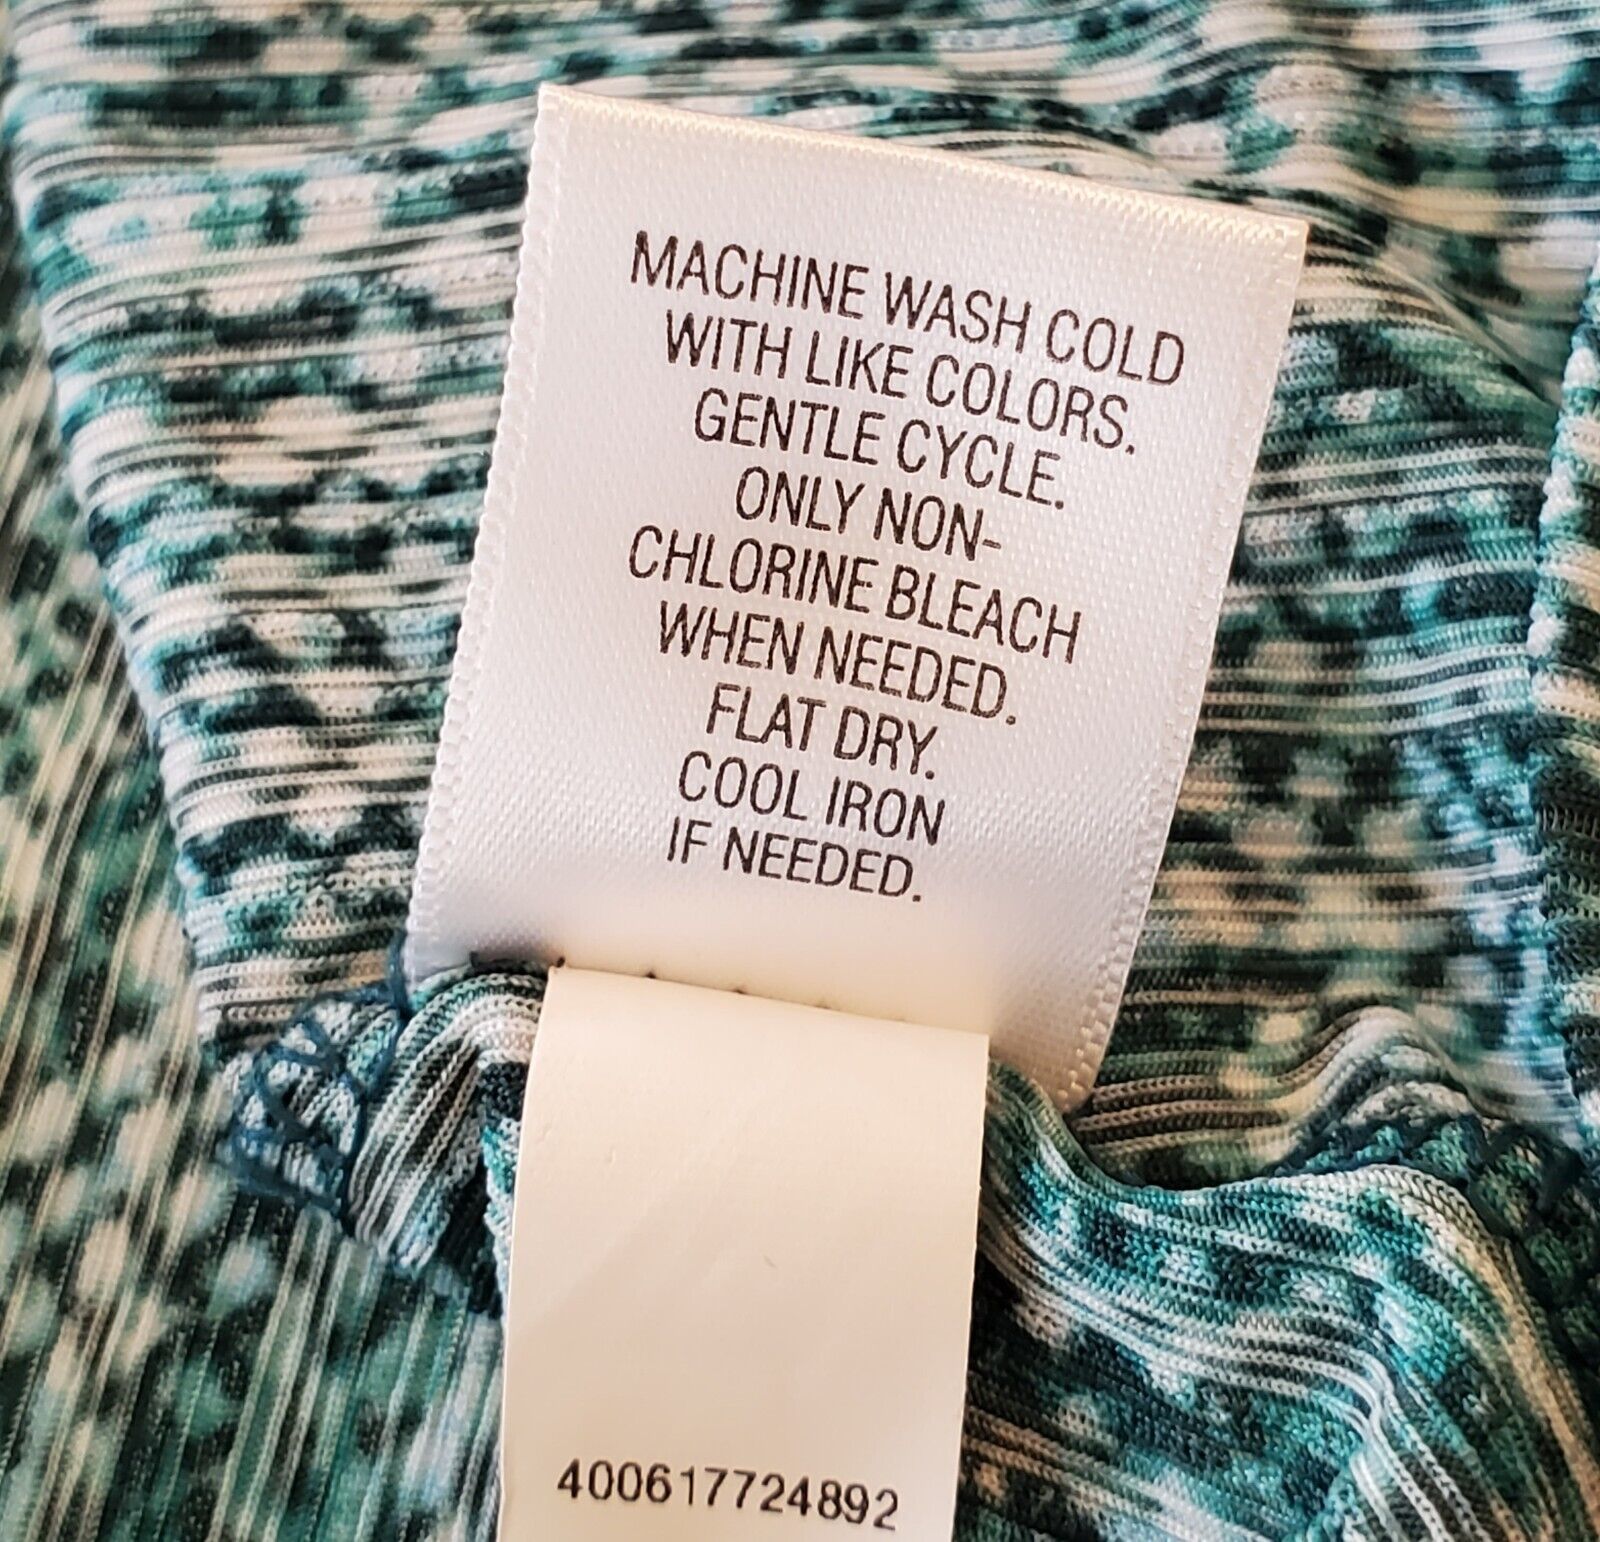 MACHINE WASH COLD
WITH LIKE COLORS.
GENTLE CYCLE.
ONLY NON-
CHLORINE BLEACH
WHEN NEEDED.
FLAT DRY.
COOL IRON
IF NEEDED.
400617724892